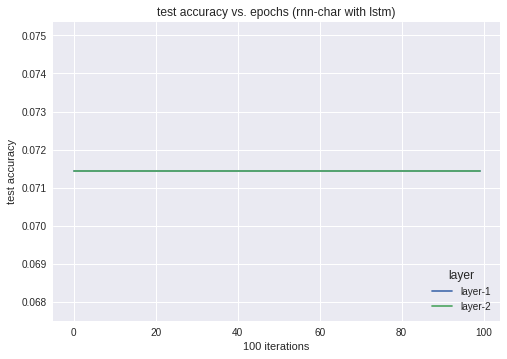 test accuracy vs. epochs (rnn-char with lstm)
0.075
0.074
0.073
0.072
0.071
0.070
0.069
0.068
test accuracy
layer
layer-1
layer-2
0 20 40 60 80 100
100 iterations